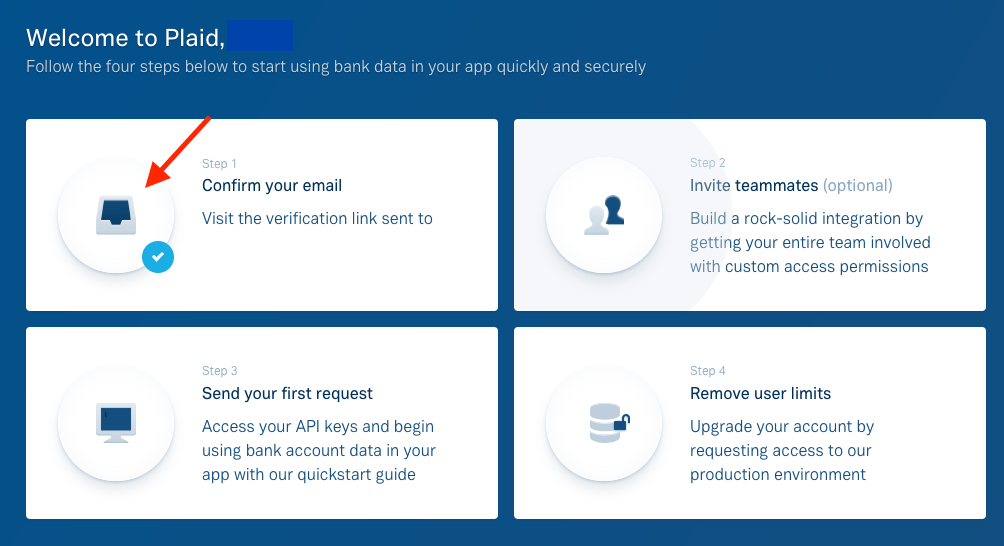 Welcome to Plaid,
Follow the four steps below to start using bank data in your app quickly and securely
Step 1
Confirm your email
Visit the verification link sent to
Step 2
Invite teammates (optional)
Build a rock-solid integration by
getting your entire team involved
with custom access permissions
Step 3
Send your first request
Access your API keys and begin
using bank account data in your
app with our quickstart guide
Step 4
Remove user limits
Upgrade your account by
requesting access to our
production environment